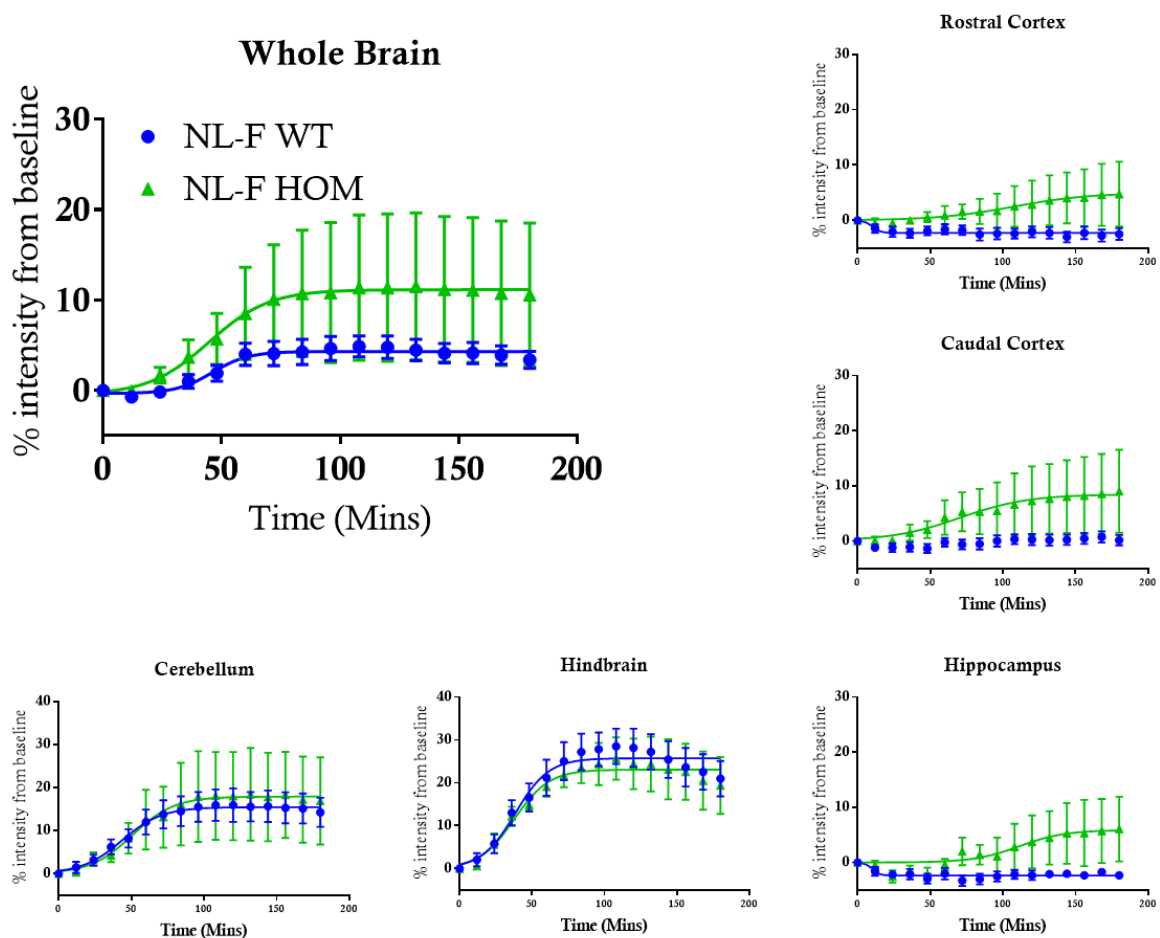 Whole Brain
% intensity from baseline
30
20
10
0
NL-F WT
NL-F HOM
0 50 100 150 200
Time (Mins)
Rostral Cortex
% intensity from baseline
30
20
10
0
0 50 100 150 200
Time (Mins)
Caudal Cortex
% intensity from baseline
30
20
10
0
0 50 100 150 200
Time (Mins)
Cerebellum
% intensity from baseline
40
30
20
10
0
0 50 100 150 200
Time (Mins)
Hindbrain
% intensity from baseline
40
30
20
10
0
0 50 100 150 200
Time (Mins)
Hippocampus
% intensity from baseline
30
20
10
0
0 50 100 150 200
Time (Mins)